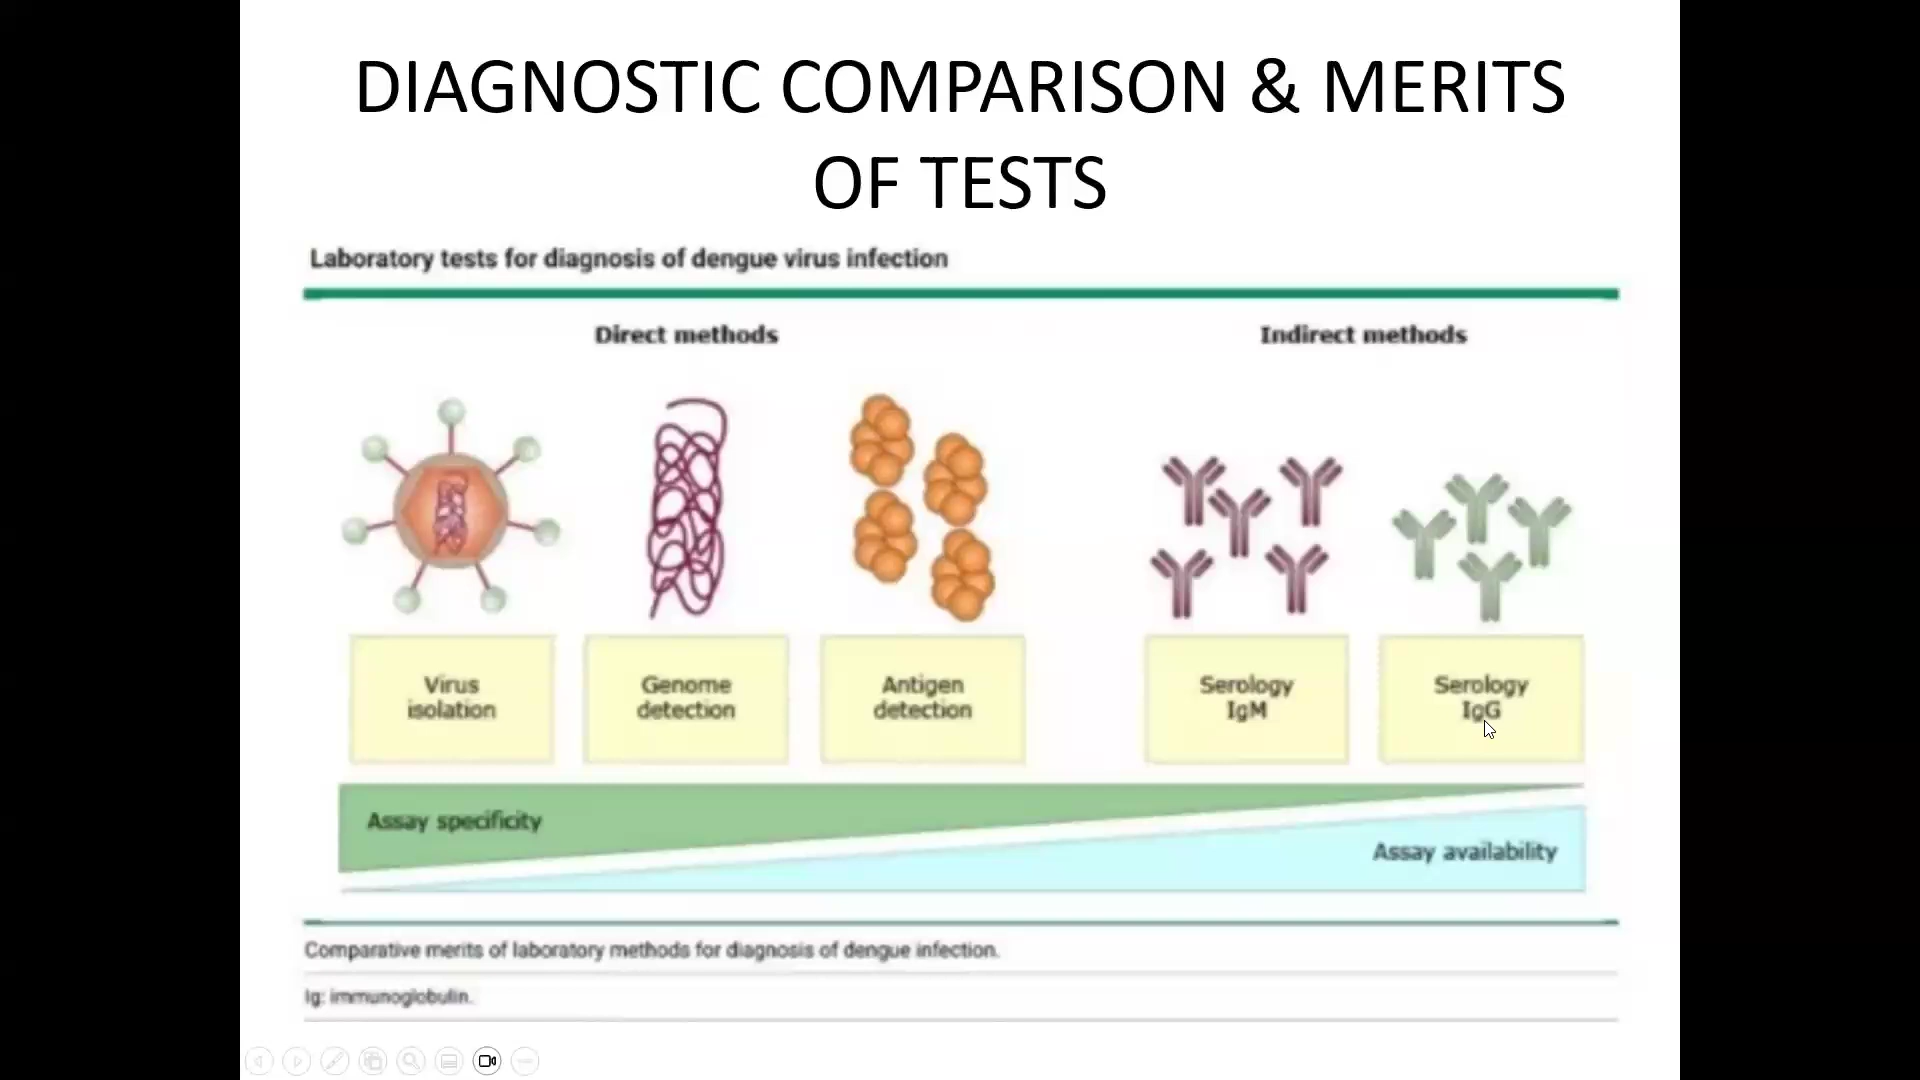 DIAGNOSTIC COMPARISON & MERITS
OF TESTS
Laboratory tests for diagnosis of dengue virus infection
Direct methods
Indirect methods
Virus
isolation
Genome
detection
Antigen
detection
Serology
IgM
Serology
IgG
Assay specificity
Assay availability
Comparative merits of laboratory methods for diagnosis of dengue infection.
Ig: immunoglobulin.